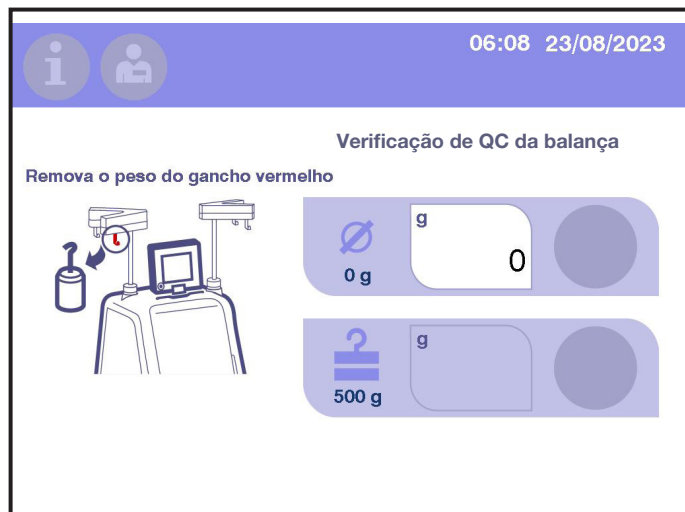 06:08 23/08/2023
Verificação de QC da balança
Remova o peso do gancho vermelho
g
0
0 g
g
500 g